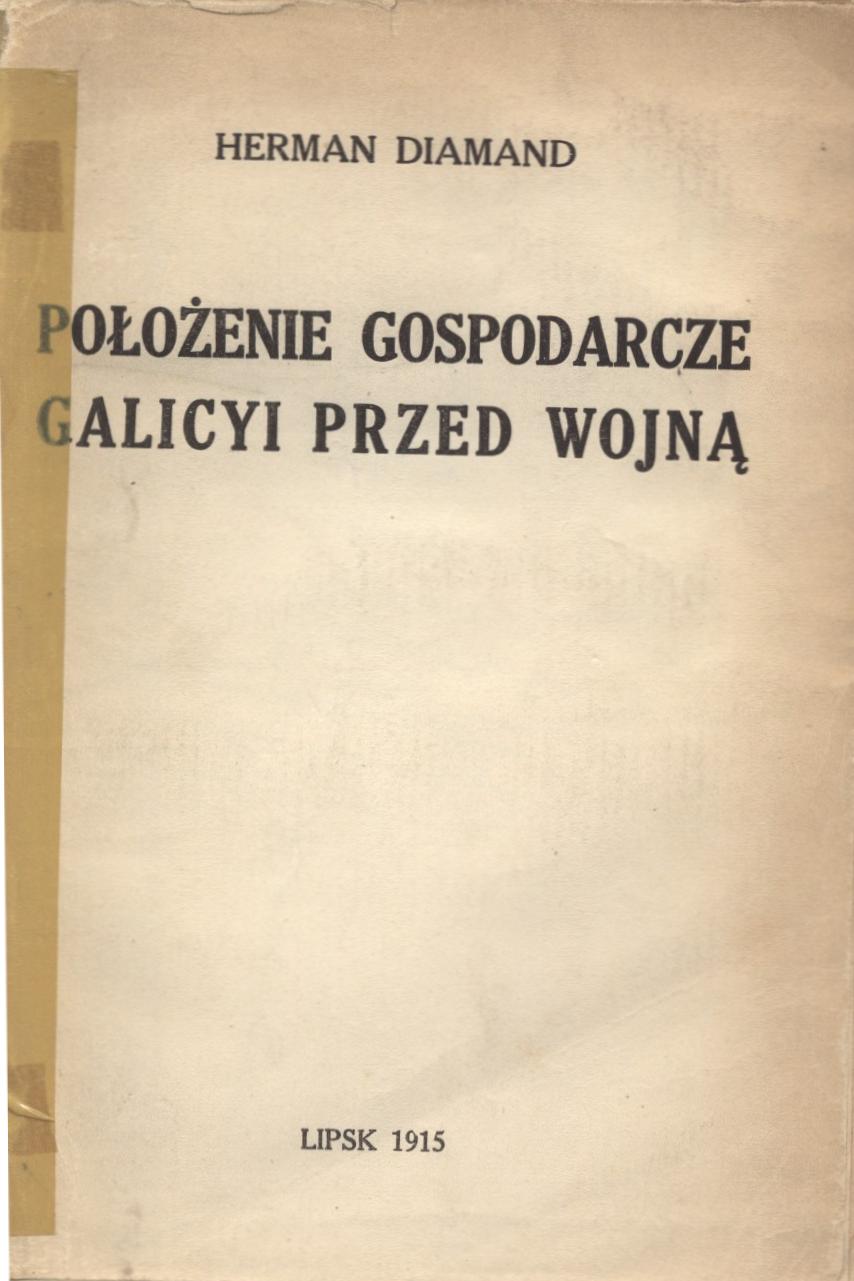 HERMAN DIAMAND
POŁOŻENIE GOSPODARCZE
GALICYI PRZED WOJNĄ
LIPSK 1915